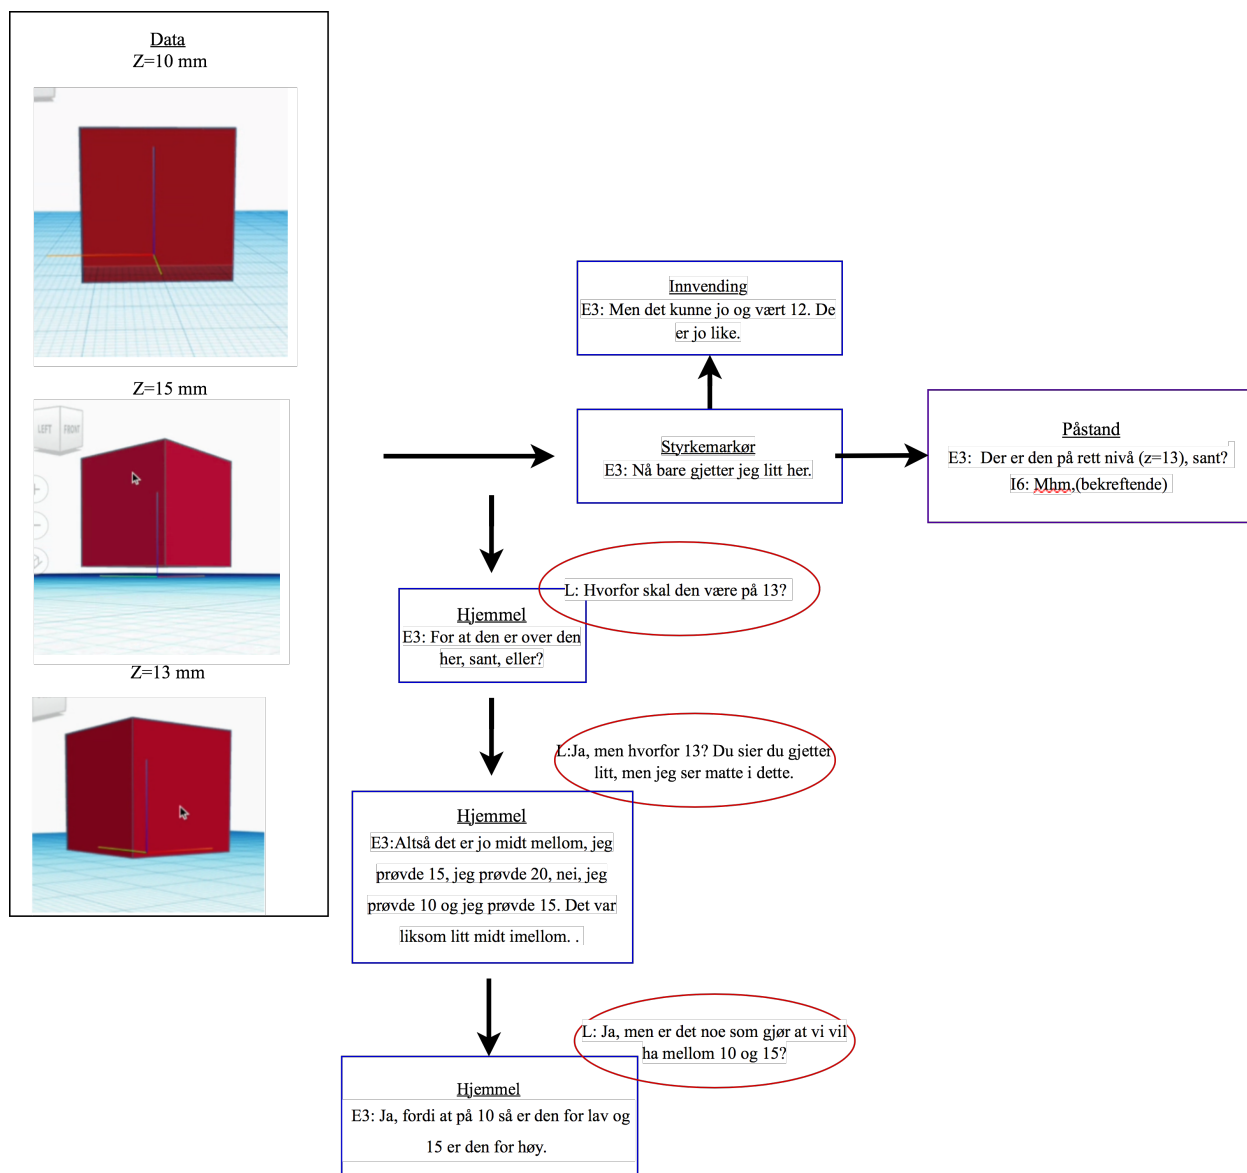 Data
Z=10 mm
Z=15 mm
LEFT FRONT
Z=13 mm
Innvending
E3: Men det kunne jo og vært 12. De
er jo like.
Styrkemarkør
E3: Nå bare gjetter jeg litt her.
Påstand
E3:  Der er den på rett nivå (z=13), sant?
I6: Mhm,(bekreftende)
L: Hvorfor skal den være på 13?
Hjemmel
E3: For at den er over den
her, sant, eller?
L:Ja, men hvorfor 13? Du sier du gjetter
litt, men jeg ser matte i dette.
Hjemmel
E3:Altså det er jo midt mellom, jeg
prøvde 15, jeg prøvde 20, nei, jeg
prøvde 10 og jeg prøvde 15. Det var
liksom litt midt imellom. .
L: Ja, men er det noe som gjør at vi vil
ha mellom 10 og 15?
Hjemmel
E3: Ja, fordi at på 10 så er den for lav og
15 er den for høy.